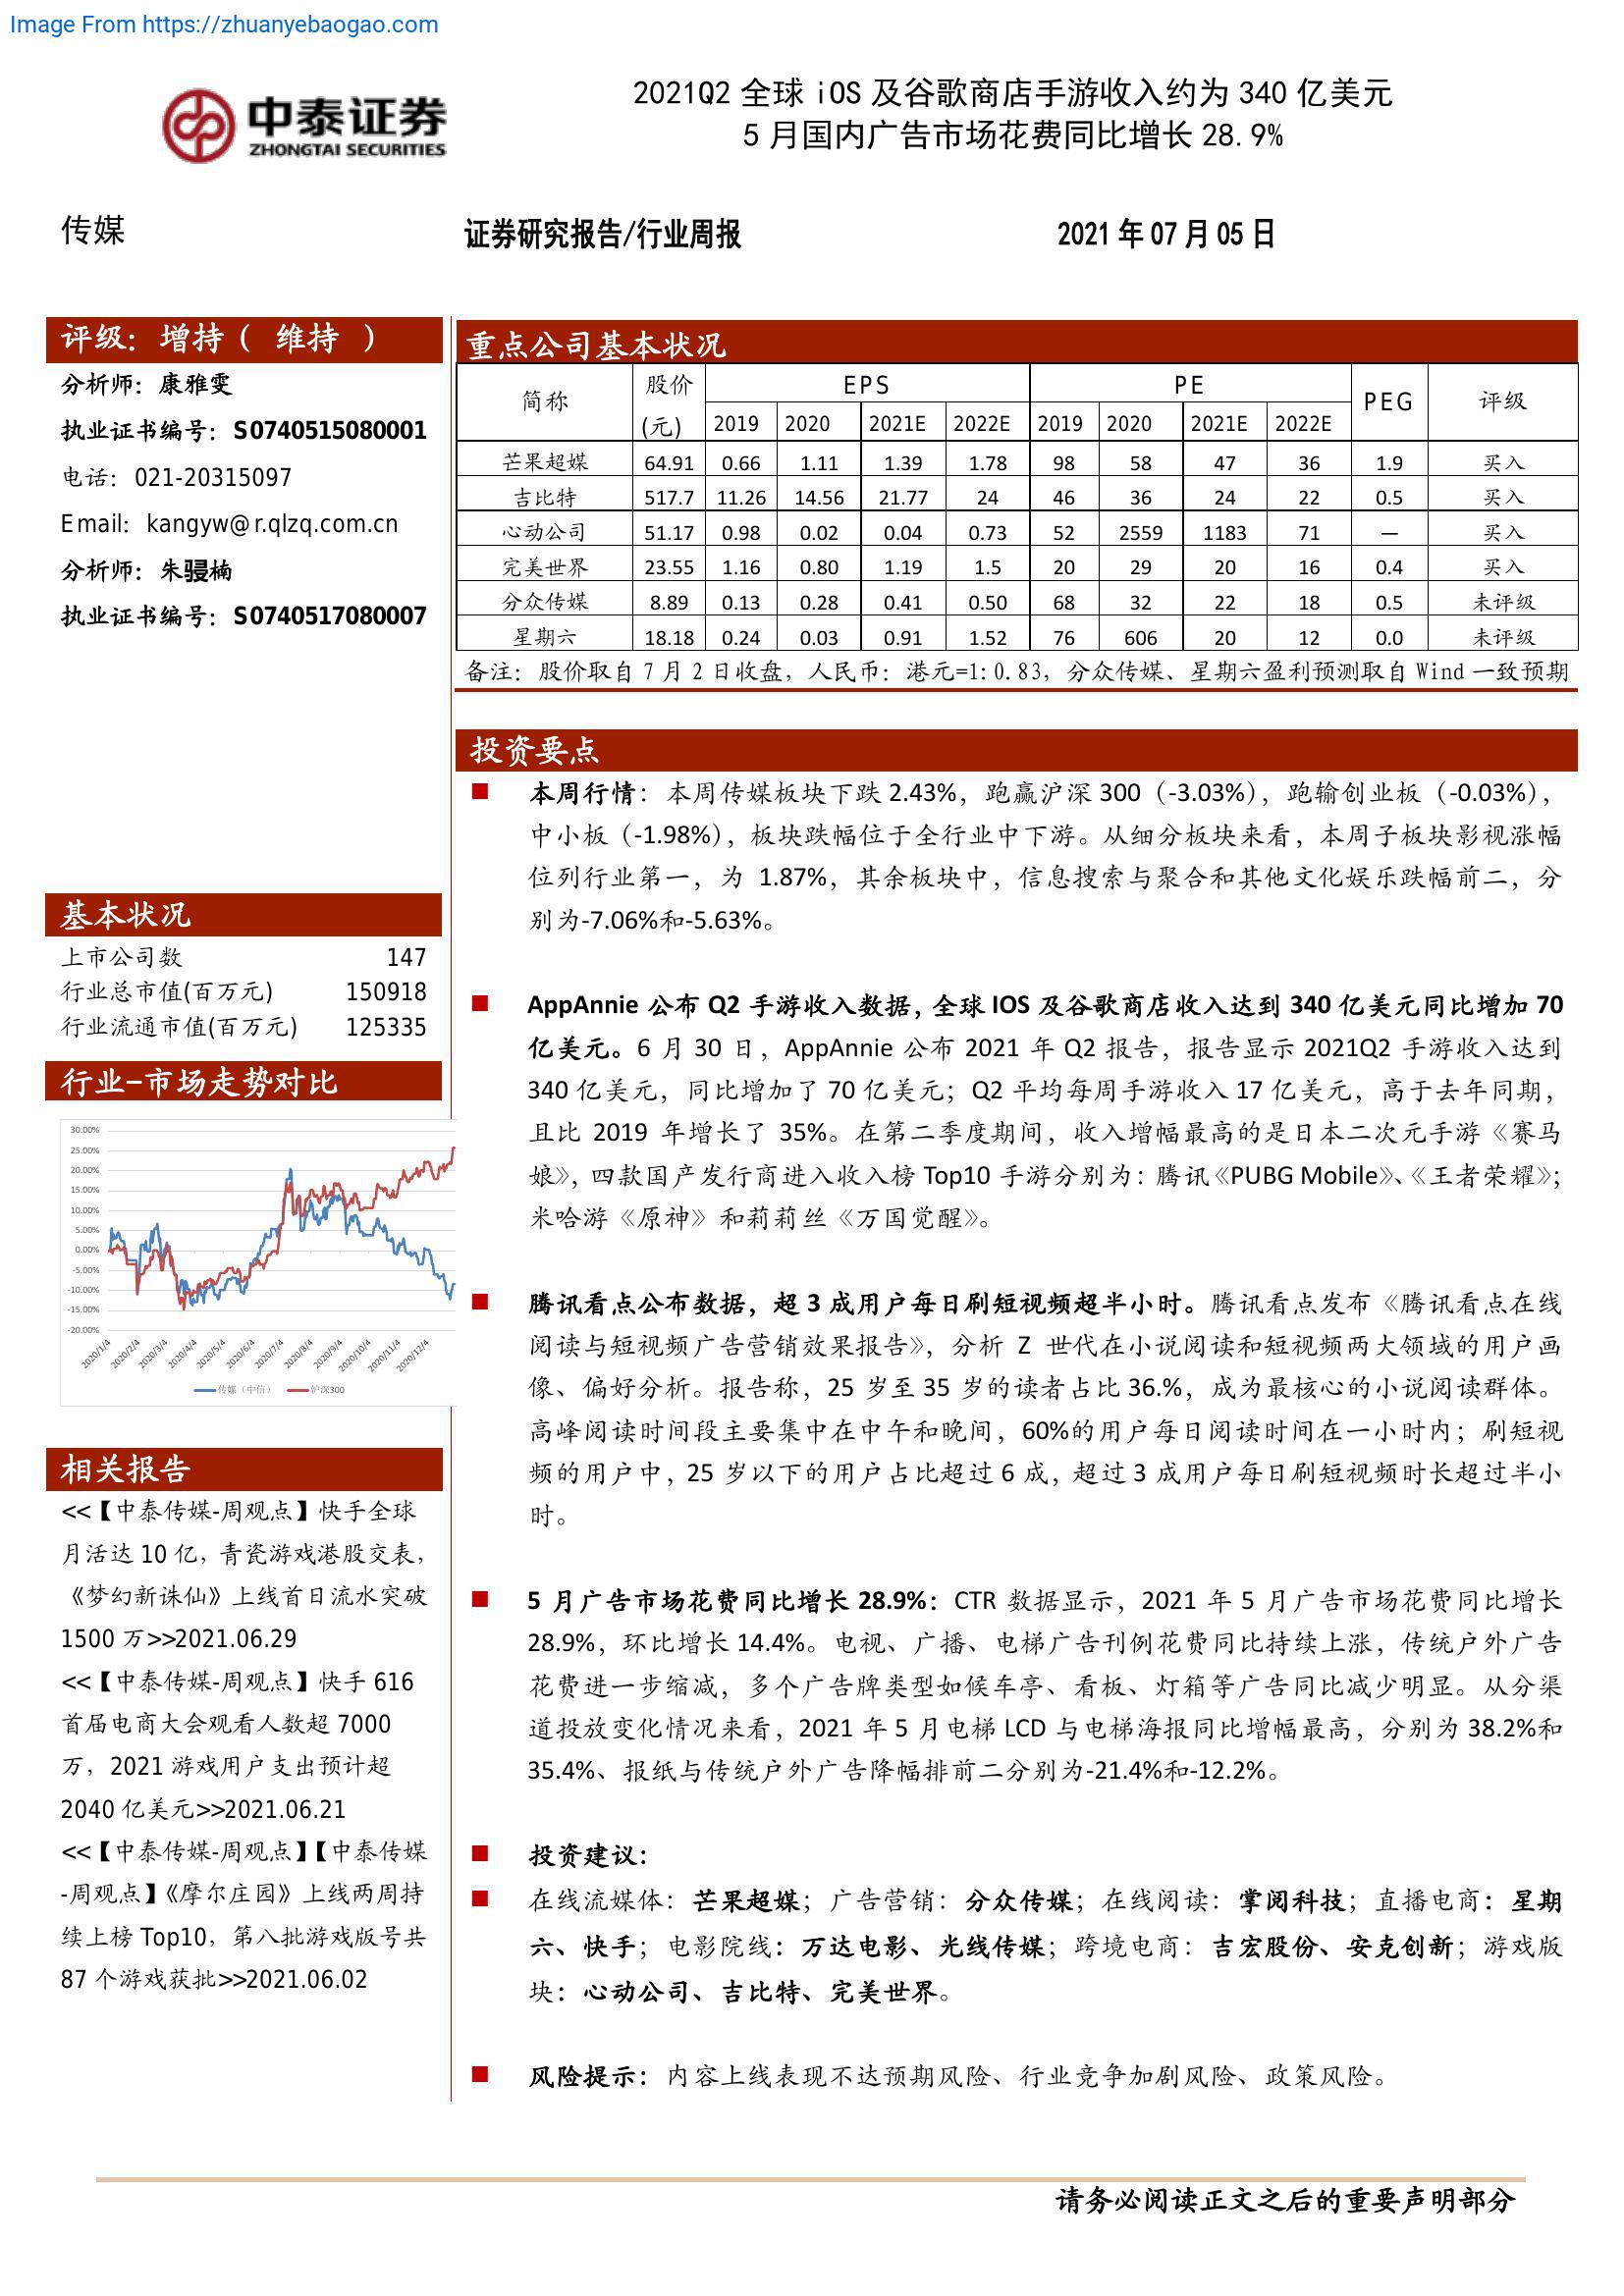 Image From https://zhuanyebaogao.com
中泰证券
ZHONGTAI SECURITIES
2021Q2 全球 iOS 及谷歌商店手游收入约为 340 亿美元
5 月国内广告市场花费同比增长 28.9%
传媒
证券研究报告/行业周报
2021 年 07 月 05 日
评级：增持（ 维持 ）
分析师：康雅雯
执业证书编号：S0740515080001
电话：021-20315097
Email：kangyw@r.qlzq.com.cn
分析师：朱骎楠
执业证书编号：S0740517080007
基本状况
上市公司数 147
行业总市值(百万元) 150918
行业流通市值(百万元) 125335
行业-市场走势对比
30.00%
25.00%
20.00%
15.00%
10.00%
5.00%
0.00%
-5.00%
-10.00%
-15.00%
-20.00%
2020/1/4 2020/2/4 2020/3/4 2020/4/4 2020/5/4 2020/6/4 2020/7/4 2020/8/4 2020/9/4 2020/10/4 2020/11/4 2020/12/4
传媒（中信） 沪深300
相关报告
<<【中泰传媒-周观点】快手全球
月活达 10 亿，青瓷游戏港股交表，
《梦幻新诛仙》上线首日流水突破
1500 万>>2021.06.29
<<【中泰传媒-周观点】快手 616
首届电商大会观看人数超 7000
万，2021 游戏用户支出预计超
2040 亿美元>>2021.06.21
<<【中泰传媒-周观点】【中泰传媒
-周观点】《摩尔庄园》上线两周持
续上榜 Top10，第八批游戏版号共
87 个游戏获批>>2021.06.02
重点公司基本状况
简称 股价(元) EPS PE PEG 评级
2019 2020 2021E 2022E 2019 2020 2021E 2022E
芒果超媒 64.91 0.66 1.11 1.39 1.78 98 58 47 36 1.9 买入
吉比特 517.7 11.26 14.56 21.77 24 46 36 24 22 0.5 买入
心动公司 51.17 0.98 0.02 0.04 0.73 52 2559 1183 71 — 买入
完美世界 23.55 1.16 0.80 1.19 1.5 20 29 20 16 0.4 买入
分众传媒 8.89 0.13 0.28 0.41 0.50 68 32 22 18 0.5 未评级
星期六 18.18 0.24 0.03 0.91 1.52 76 606 20 12 0.0 未评级
备注：股价取自 7 月 2 日收盘，人民币：港元=1:0.83，分众传媒、星期六盈利预测取自 Wind 一致预期
投资要点
■ 本周行情：本周传媒板块下跌 2.43%，跑赢沪深 300（-3.03%），跑输创业板（-0.03%），
中小板（-1.98%），板块跌幅位于全行业中下游。从细分板块来看，本周子板块影视涨幅
位列行业第一，为 1.87%，其余板块中，信息搜索与聚合和其他文化娱乐跌幅前二，分
别为-7.06%和-5.63%。
■ AppAnnie 公布 Q2 手游收入数据，全球 IOS 及谷歌商店收入达到 340 亿美元同比增加 70
亿美元。6 月 30 日，AppAnnie 公布 2021 年 Q2 报告，报告显示 2021Q2 手游收入达到
340 亿美元，同比增加了 70 亿美元；Q2 平均每周手游收入 17 亿美元，高于去年同期，
且比 2019 年增长了 35%。在第二季度期间，收入增幅最高的是日本二次元手游《赛马
娘》，四款国产发行商进入收入榜 Top10 手游分别为：腾讯《PUBG Mobile》、《王者荣耀》；
米哈游《原神》和莉莉丝《万国觉醒》。
■ 腾讯看点公布数据，超 3 成用户每日刷短视频超半小时。腾讯看点发布《腾讯看点在线
阅读与短视频广告营销效果报告》，分析 Z 世代在小说阅读和短视频两大领域的用户画
像、偏好分析。报告称，25 岁至 35 岁的读者占比 36.%，成为最核心的小说阅读群体。
高峰阅读时间段主要集中在中午和晚间，60%的用户每日阅读时间在一小时内；刷短视
频的用户中，25 岁以下的用户占比超过 6 成，超过 3 成用户每日刷短视频时长超过半小
时。
■ 5 月广告市场花费同比增长 28.9%：CTR 数据显示，2021 年 5 月广告市场花费同比增长
28.9%，环比增长 14.4%。电视、广播、电梯广告刊例花费同比持续上涨，传统户外广告
花费进一步缩减，多个广告牌类型如候车亭、看板、灯箱等广告同比减少明显。从分渠
道投放变化情况来看，2021 年 5 月电梯 LCD 与电梯海报同比增幅最高，分别为 38.2%和
35.4%、报纸与传统户外广告降幅排前二分别为-21.4%和-12.2%。
■ 投资建议：
■ 在线流媒体：芒果超媒；广告营销：分众传媒；在线阅读：掌阅科技；直播电商：星期
六、快手；电影院线：万达电影、光线传媒；跨境电商：吉宏股份、安克创新；游戏版
块：心动公司、吉比特、完美世界。
■ 风险提示：内容上线表现不达预期风险、行业竞争加剧风险、政策风险。
请务必阅读正文之后的重要声明部分